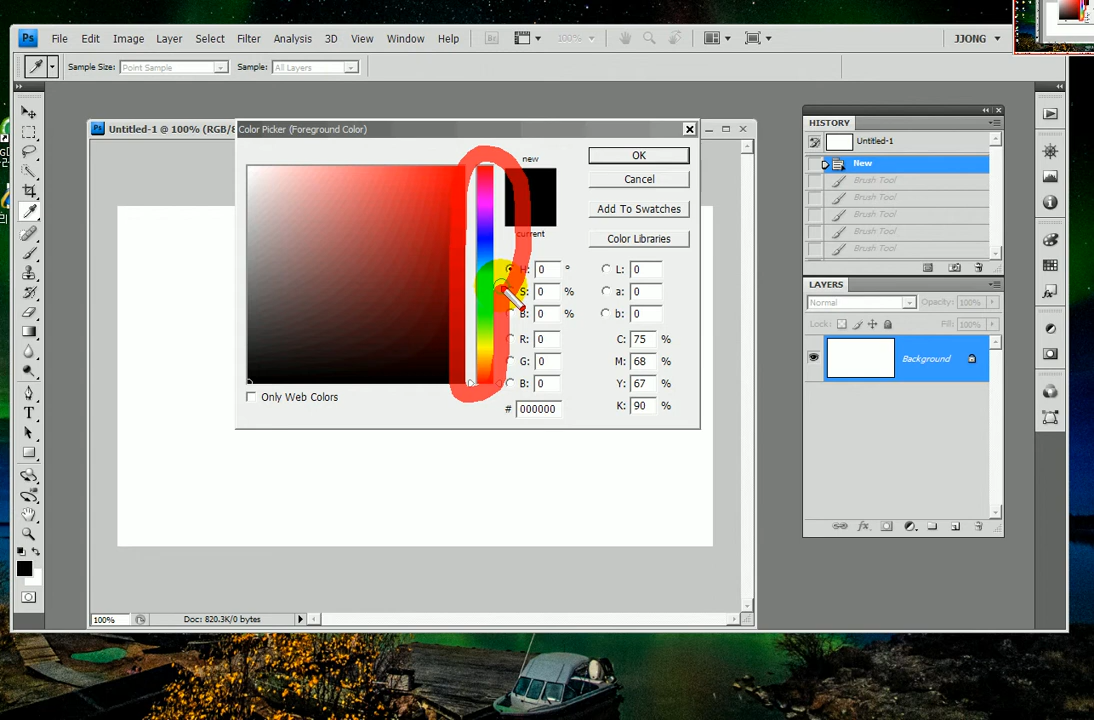 Ps File Edit Image Layer Select Filter Analysis 3D View Window Help Br 100% JJONG
Sample Size: Point Sample Sample: All Layers
Ps Untitled-1 @ 100% (RGB/8
Color Picker (Foreground Color)
new
current
OK
Cancel
Add To Swatches
Color Libraries
H: 0 °
S: 0 %
B: 0 %
R: 0
G: 0
B: 0
# 000000
L: 0
a: 0
b: 0
C: 75 %
M: 68 %
Y: 67 %
K: 90 %
Only Web Colors
100% Doc: 820.3K/0 bytes
HISTORY
Untitled-1
New
Brush Tool
Brush Tool
Brush Tool
Brush Tool
LAYERS
Normal Opacity: 100%
Lock: Fill: 100%
Background